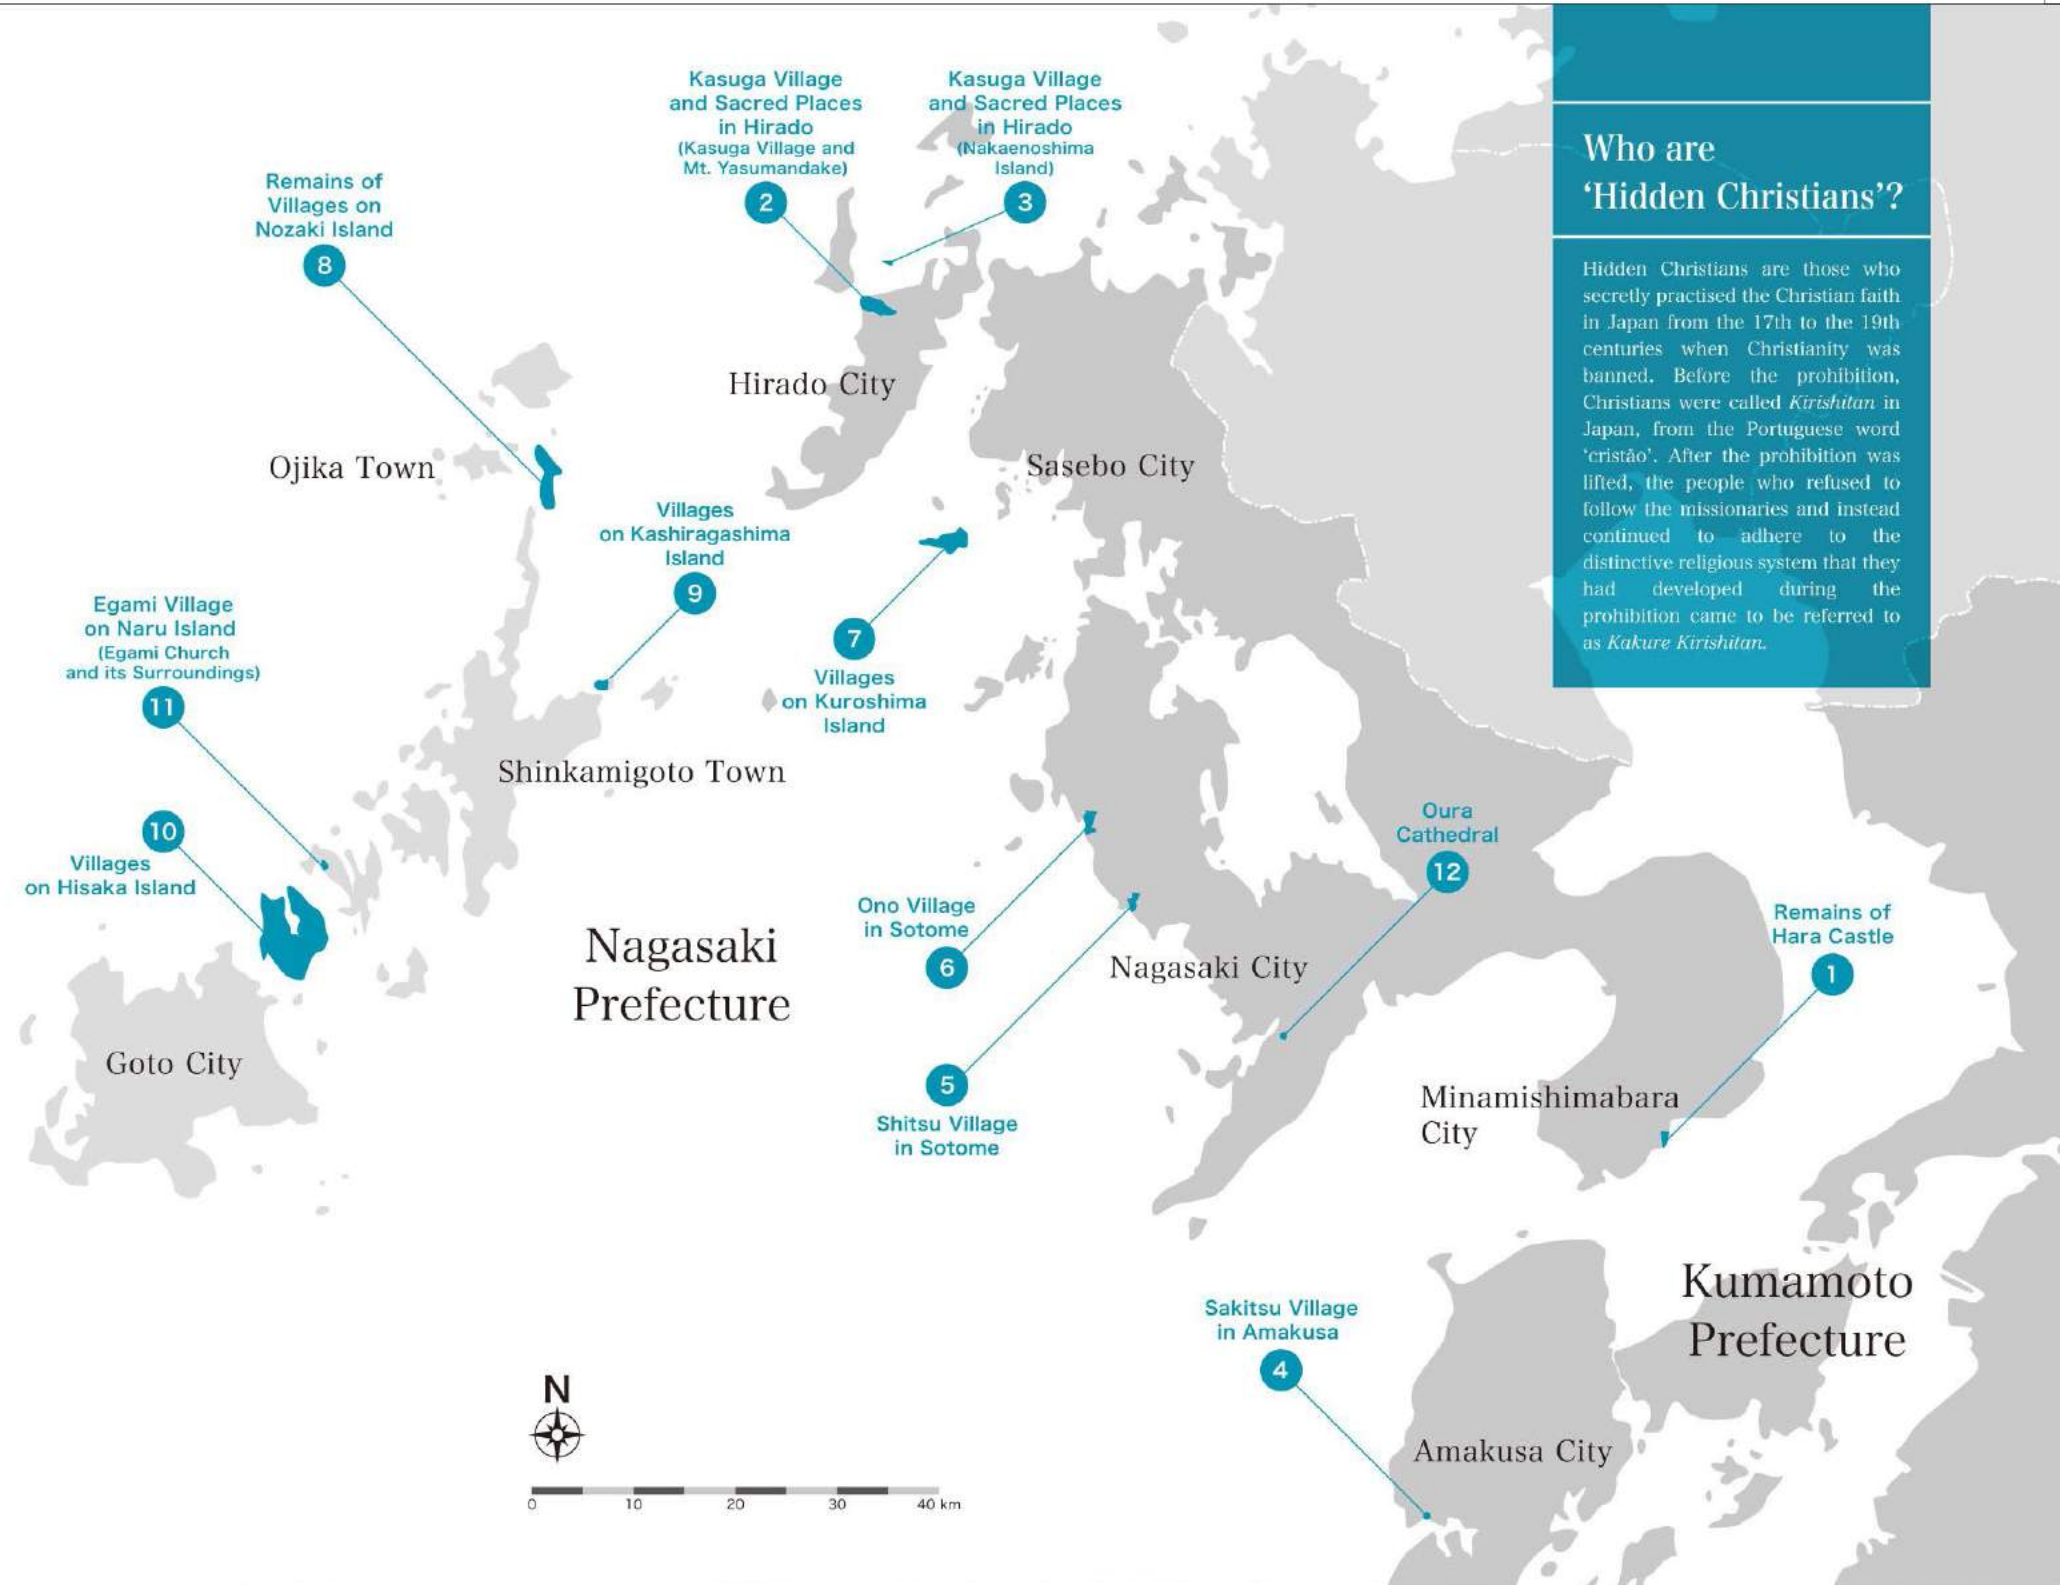 Kasuga Village
and Sacred Places
in Hirado
(Kasuga Village and
Mt. Yasumandake)
2
Kasuga Village
and Sacred Places
in Hirado
(Nakaenoshima
Island)
3
Who are
‘Hidden Christians’?
Hidden Christians are those who
secretly practised the Christian faith
in Japan from the 17th to the 19th
centuries when Christianity was
banned. Before the prohibition,
Christians were called Kirishitan in
Japan, from the Portuguese word
‘cristão’. After the prohibition was
lifted, the people who refused to
follow the missionaries and instead
continued to adhere to the
distinctive religious system that they
had developed during the
prohibition came to be referred to
as Kakure Kirishitan.
Remains of
Villages on
Nozaki Island
8
Hirado City
Ojika Town
Sasebo City
Villages
on Kashiragashima
Island
9
Egami Village
on Naru Island
(Egami Church
and its Surroundings)
11
7
Villages
on Kuroshima
Island
Shinkamigoto Town
10
Villages
on Hisaka Island
Oura
Cathedral
12
Ono Village
in Sotome
6
Remains of
Hara Castle
1
Nagasaki
Prefecture
Nagasaki City
Goto City
5
Shitsu Village
in Sotome
Minamishimabara
City
Kumamoto
Prefecture
Sakitsu Village
in Amakusa
4
Amakusa City
N
0 10 20 30 40 km